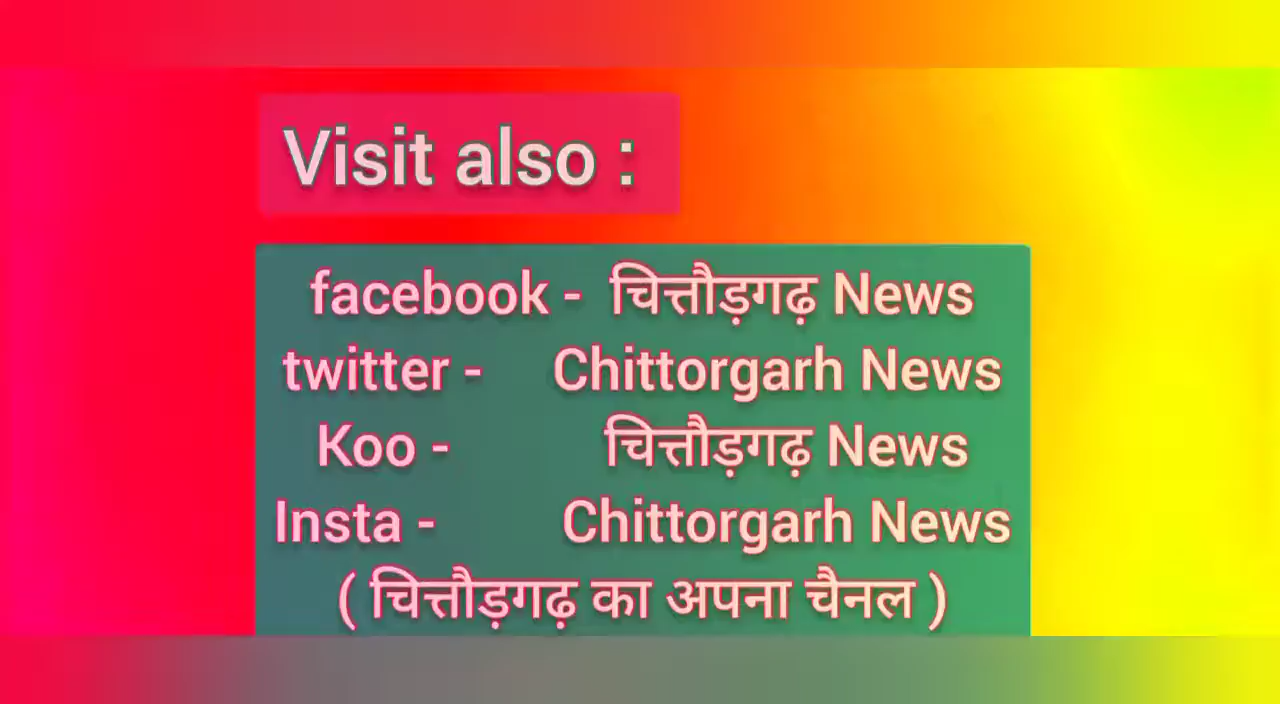 Visit also :
facebook - चित्तौड़गढ़ News
twitter - Chittorgarh News
Koo - चित्तौड़गढ़ News
Insta - Chittorgarh News
( चित्तौड़गढ़ का अपना चैनल )